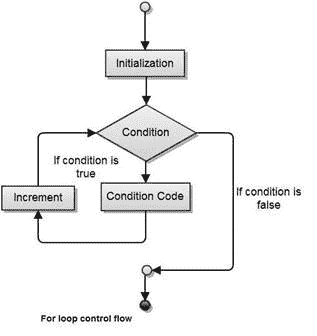 Initialization
Condition
If condition is
true
Increment
Condition Code
If condition is
false
For loop control flow